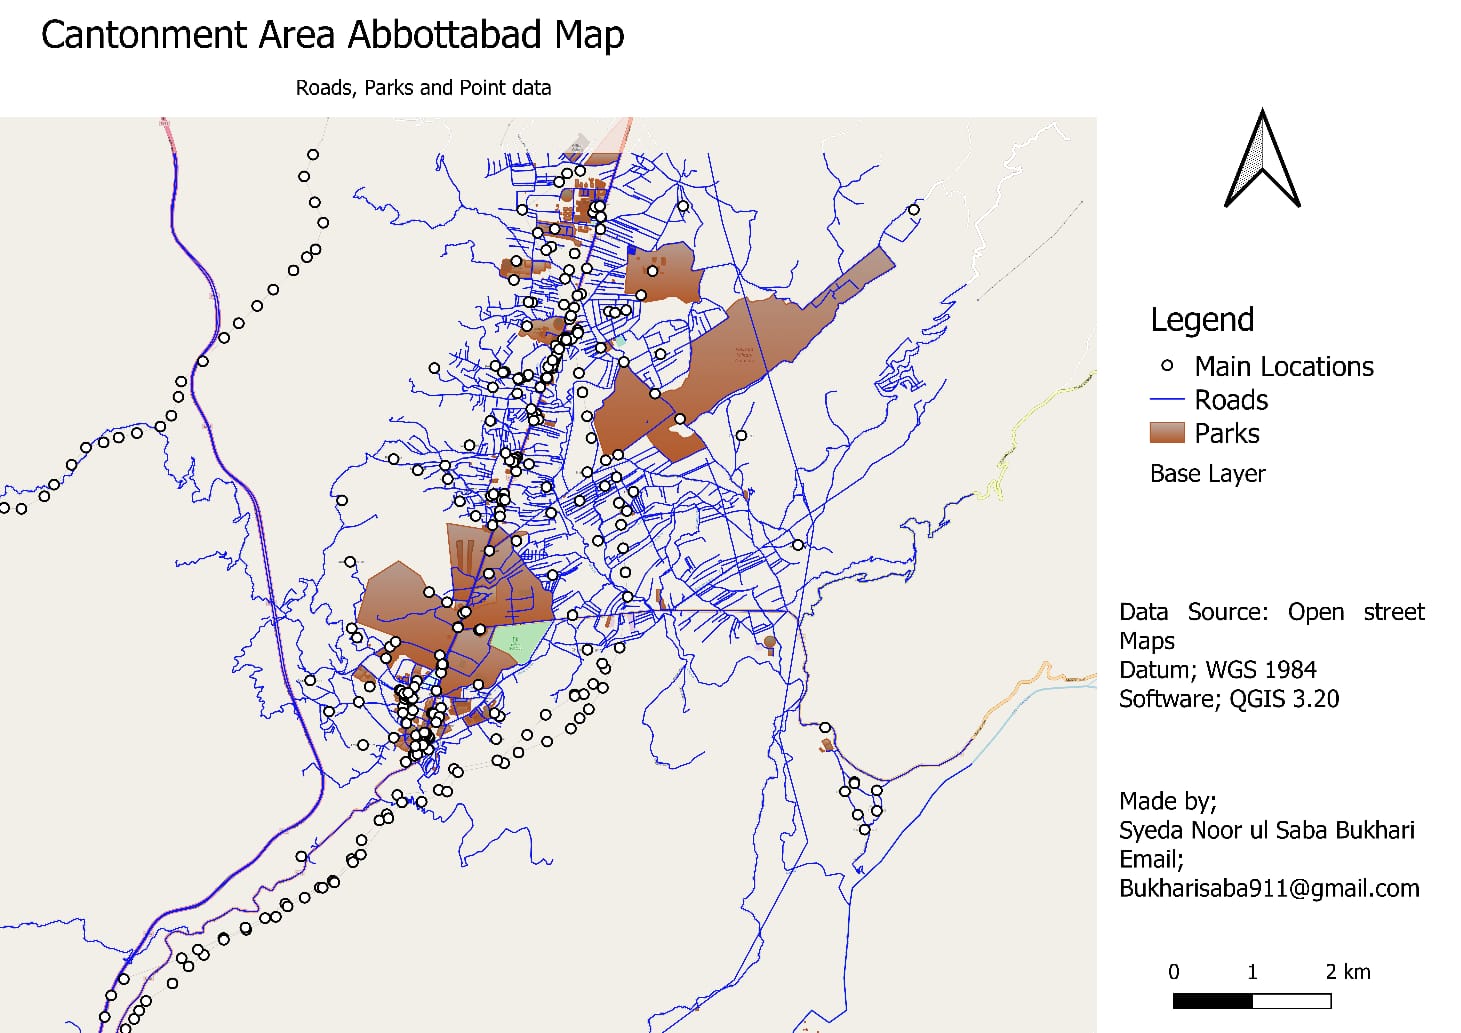 Cantonment Area Abbottabad Map
Roads, Parks and Point data
Legend
Main Locations
Roads
Parks
Base Layer
Data Source: Open street
Maps
Datum; WGS 1984
Software; QGIS 3.20
Made by;
Syeda Noor ul Saba Bukhari
Email;
Bukharisaba911@gmail.com
0 1 2 km